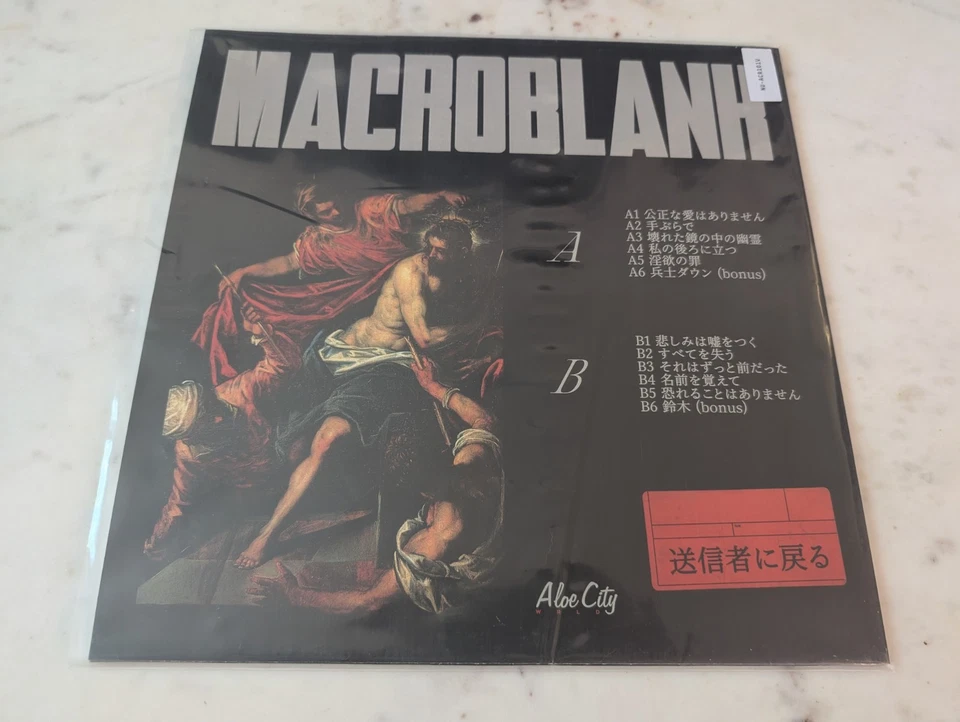 MACROBLANK
NU-ACR101V
A
A1 公正な愛はありません
A2 手ぶらで
A3 壊れた鏡の中の幽霊
A4 私の後ろに立つ
A5 淫欲の罪
A6 兵士ダウン (bonus)
B
B1 悲しみは嘘をつく
B2 すべてを失う
B3 それはずっと前だった
B4 名前を覚えて
B5 恐れることはありません
B6 鈴木 (bonus)
送信者に戻る
Aloe City
WRLD